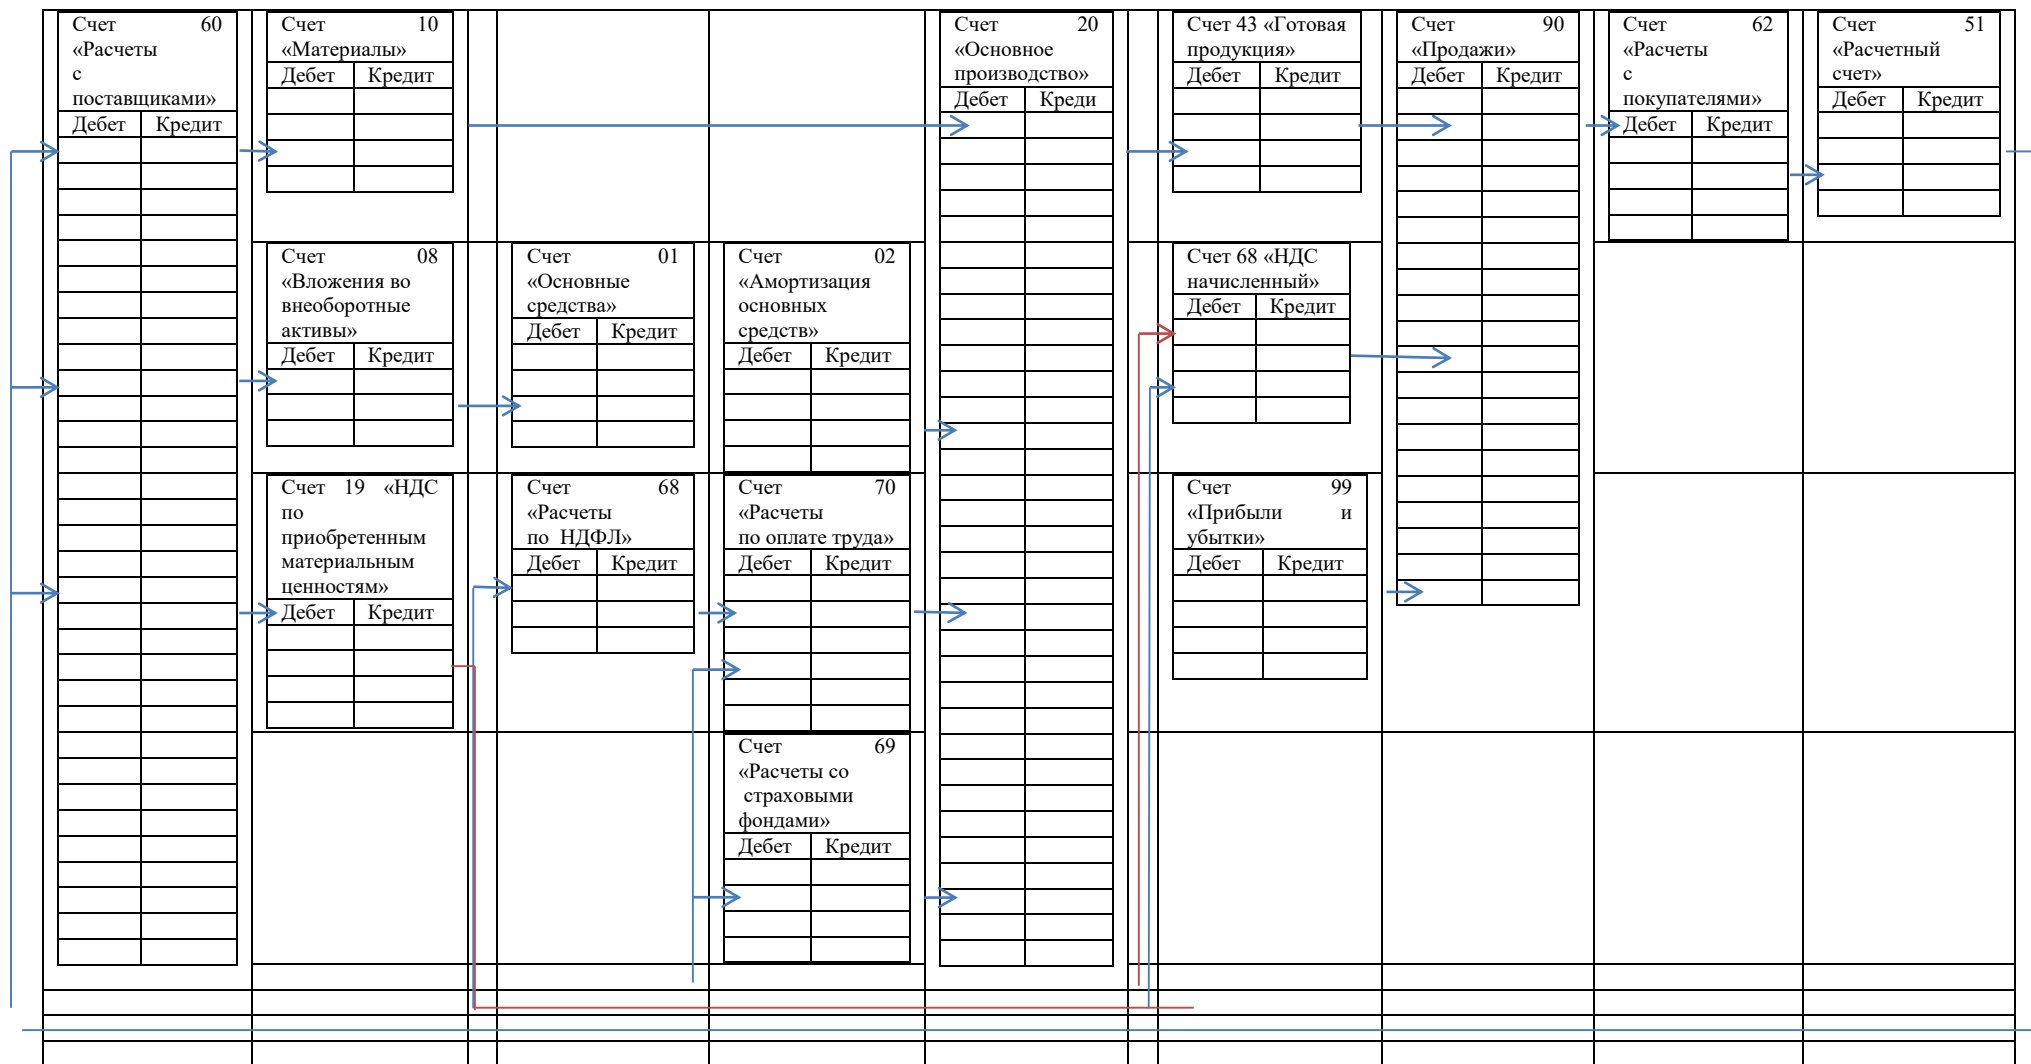 Счет 60
«Расчеты
с
поставщиками»
Дебет Кредит
Счет 10
«Материалы»
Дебет Кредит
Счет 20
«Основное
производство»
Дебет Креди
Счет 43 «Готовая
продукция»
Дебет Кредит
Счет 90
«Продажи»
Дебет Кредит
Счет 62
«Расчеты
с
покупателями»
Дебет Кредит
Счет 51
«Расчетный
счет»
Дебет Кредит
Счет 08
«Вложения во
внеоборотные
активы»
Дебет Кредит
Счет 01
«Основные
средства»
Дебет Кредит
Счет 02
«Амортизация
основных
средств»
Дебет Кредит
Счет 68 «НДС
начисленный»
Дебет Кредит
Счет 19 «НДС
по
приобретенным
материальным
ценностям»
Дебет Кредит
Счет 68
«Расчеты
по НДФЛ»
Дебет Кредит
Счет 70
«Расчеты
по оплате труда»
Дебет Кредит
Счет 99
«Прибыли и
убытки»
Дебет Кредит
Счет 69
«Расчеты со
страховыми
фондами»
Дебет Кредит